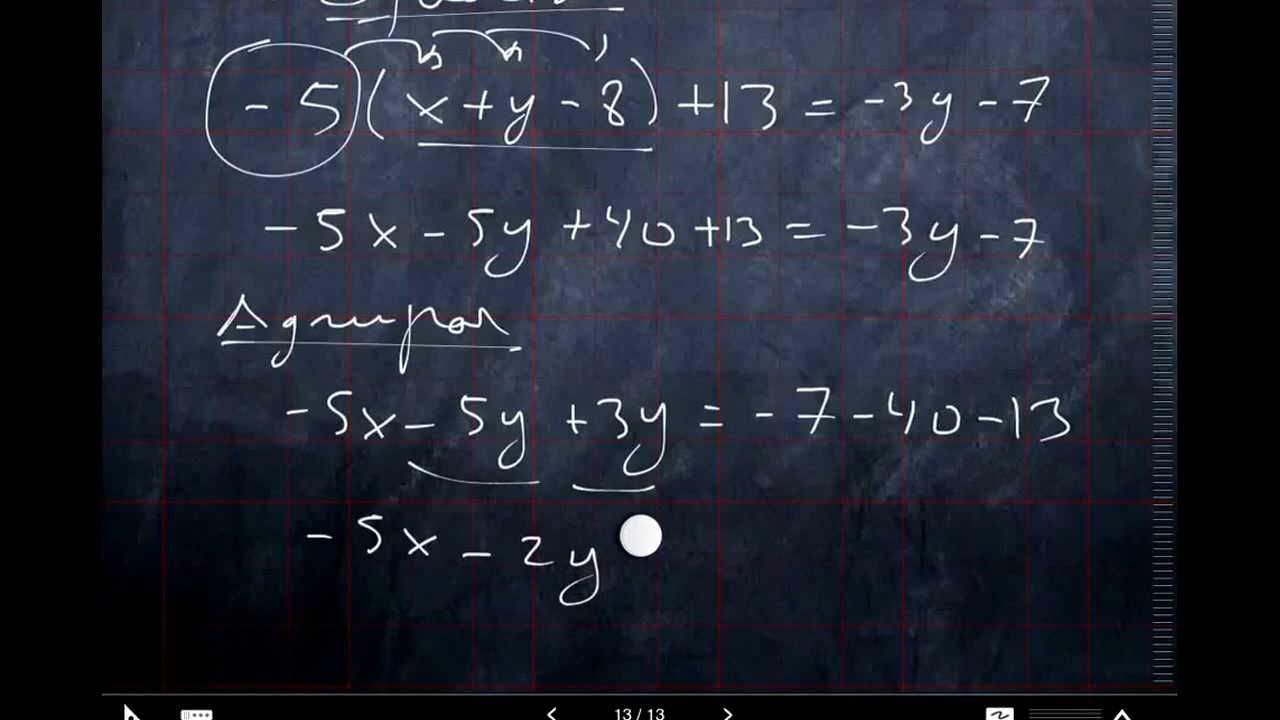 -5(x+y-8)+13=-3y-7
-5x-5y+40+13=-3y-7
Agrupar
-5x-5y+3y=-7-40-13
-5x-2y
13 / 13